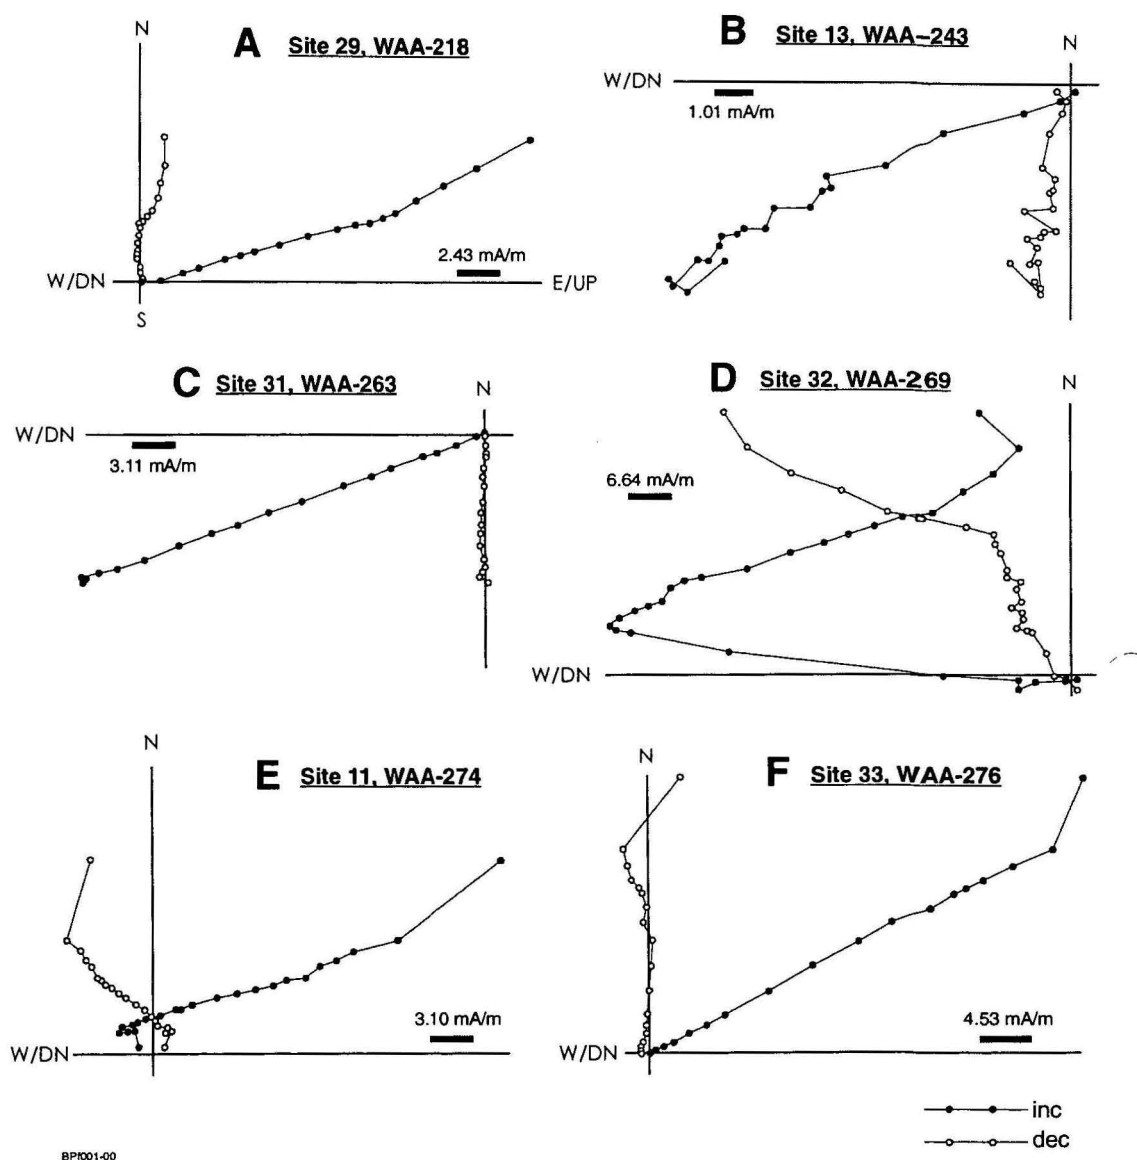 N
A Site 29, WAA-218
2.43 mA/m
W/DN
E/UP
S
B Site 13, WAA-243
N
W/DN
1.01 mA/m
C Site 31, WAA-263
N
W/DN
3.11 mA/m
D Site 32, WAA-269
N
6.64 mA/m
W/DN
N
E Site 11, WAA-274
3.10 mA/m
W/DN
N
F Site 33, WAA-276
4.53 mA/m
W/DN
inc
dec
BPf001-00